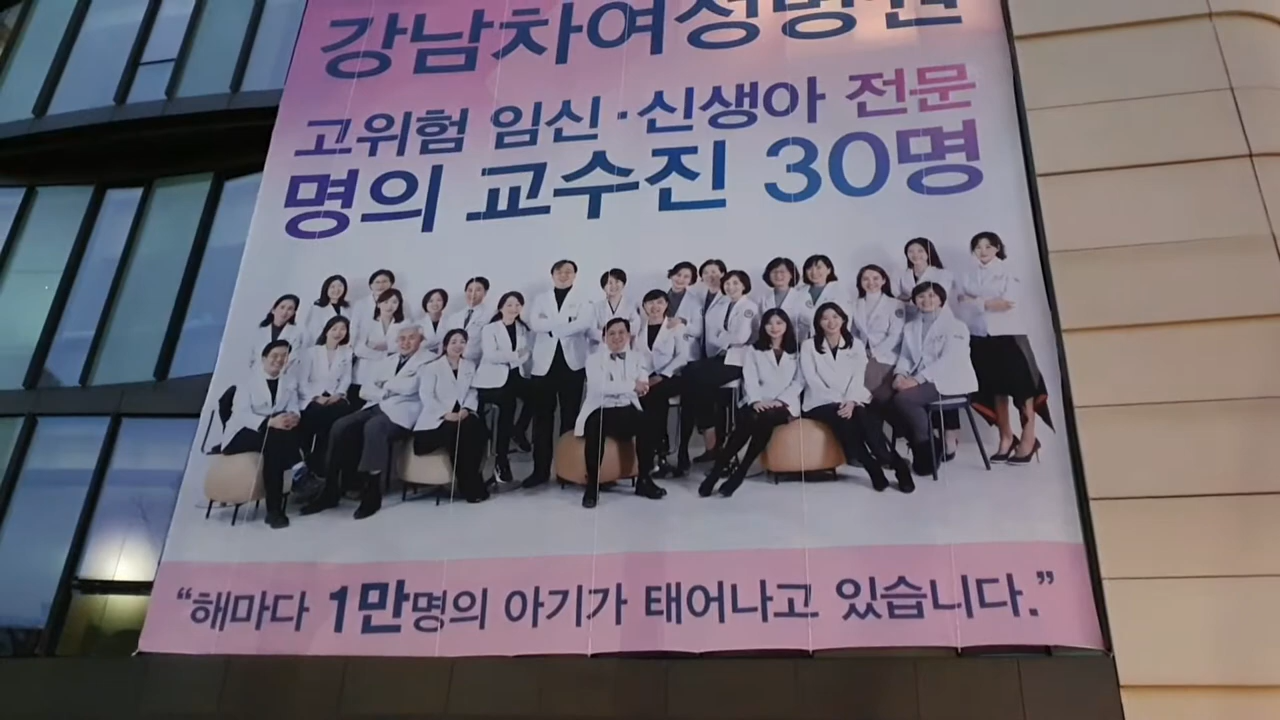 강남차여성병원
고위험 임신·신생아 전문
명의 교수진 30명
“해마다 1만명의 아기가 태어나고 있습니다.”